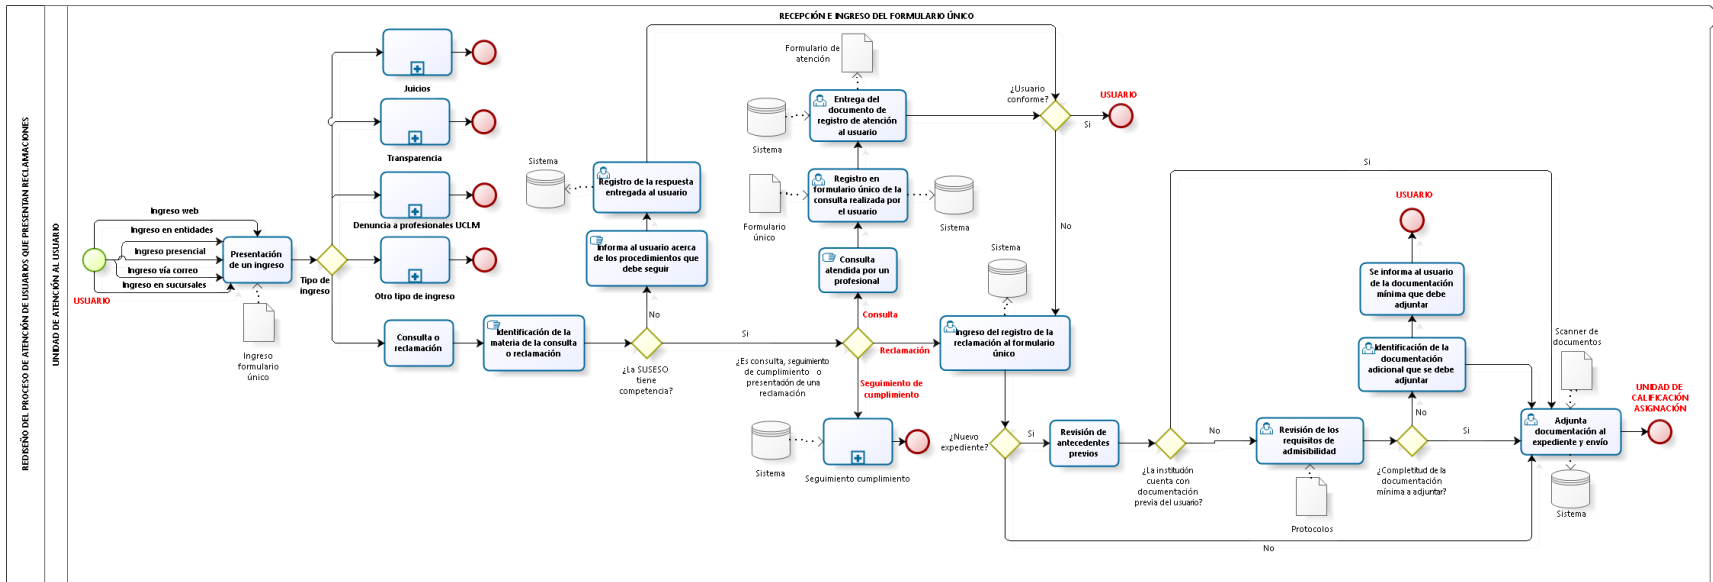 RECEPCIÓN E INGRESO DEL FORMULARIO ÚNICO
REDISEÑO DEL PROCESO DE ATENCIÓN DE USUARIOS QUE PRESENTAN RECLAMACIONES
UNIDAD DE ATENCIÓN AL USUARIO
Ingreso web
Ingreso en entidades
Ingreso presencial
Ingreso vía correo
Ingreso en sucursales
USUARIO
Presentación
de un ingreso
Ingreso
formulario
único
Tipo de
ingreso
Juicios
Transparencia
Denuncia a profesionales UCLM
Otro tipo de ingreso
Consulta o
reclamación
Identificación de la
materia de la consulta
o reclamación
¿La SUSESO
tiene
competencia?
No
Si
Informa al usuario acerca
de los procedimientos que
debe seguir
Registro de la respuesta
entregada al usuario
Sistema
¿Es consulta, seguimiento
de cumplimiento o
presentación de una
reclamación
Consulta
Reclamación
Seguimiento de
cumplimiento
Sistema
Seguimiento cumplimiento
Consulta
atendida por un
profesional
Registro en
formulario único de la
consulta realizada por
el usuario
Formulario
único
Sistema
Entrega del
documento de
registro de atención
al usuario
Sistema
Formulario de
atención
¿Usuario
conforme?
Si
USUARIO
No
Sistema
Ingreso del registro de la
reclamación al formulario
único
¿Nuevo
expediente?
Si
No
Revisión de
antecedentes
previos
¿La institución
cuenta con
documentación
previa del usuario?
Si
No
Revisión de los
requisitos de
admisibilidad
Protocolos
¿Completitud de la
documentación
mínima a adjuntar?
No
Si
Identificación de la
documentación
adicional que se debe
adjuntar
Se informa al usuario
de la documentación
mínima que debe
adjuntar
USUARIO
Scanner de
documentos
Adjunta
documentación al
expediente y envío
Sistema
UNIDAD DE
CALIFICACIÓN
ASIGNACIÓN